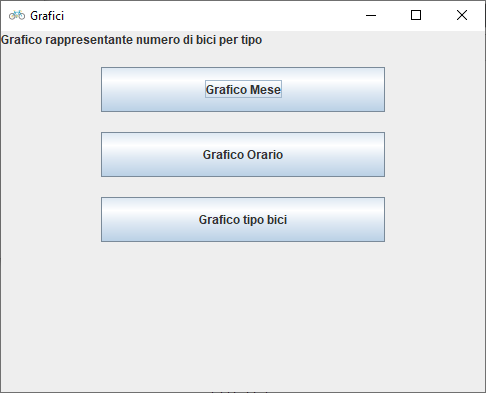 Grafici
Grafico rappresentante numero di bici per tipo
Grafico Mese
Grafico Orario
Grafico tipo bici